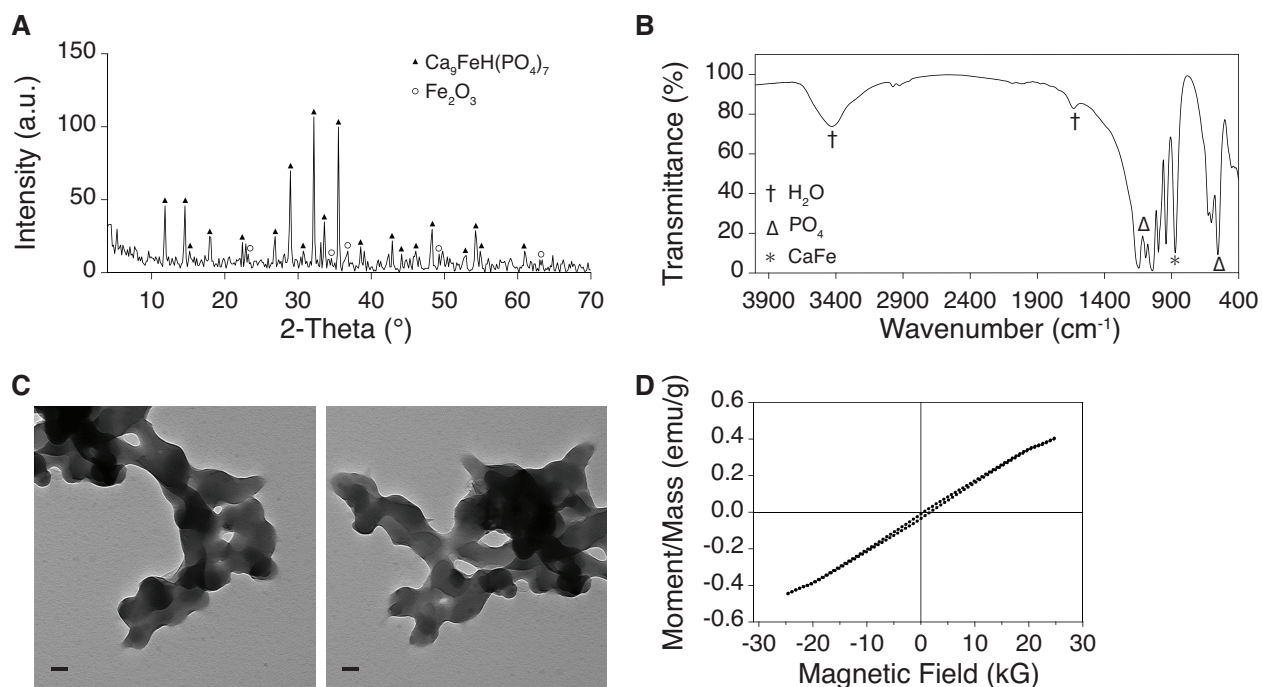 A
150
100
50
0
Intensity (a.u.)
▲ Ca₉FeH(PO₄)₇
○ Fe₂O₃
10 20 30 40 50 60 70
2-Theta (°)
B
100
80
60
40
20
0
Transmittance (%)
†
†
† H₂O
Δ PO₄
* CaFe
Δ
*
Δ
3900 3400 2900 2400 1900 1400 900 400
Wavenumber (cm⁻¹)
C
D
0.6
0.4
0.2
0.0
-0.2
-0.4
-0.6
Moment/Mass (emu/g)
-30 -20 -10 0 10 20 30
Magnetic Field (kG)